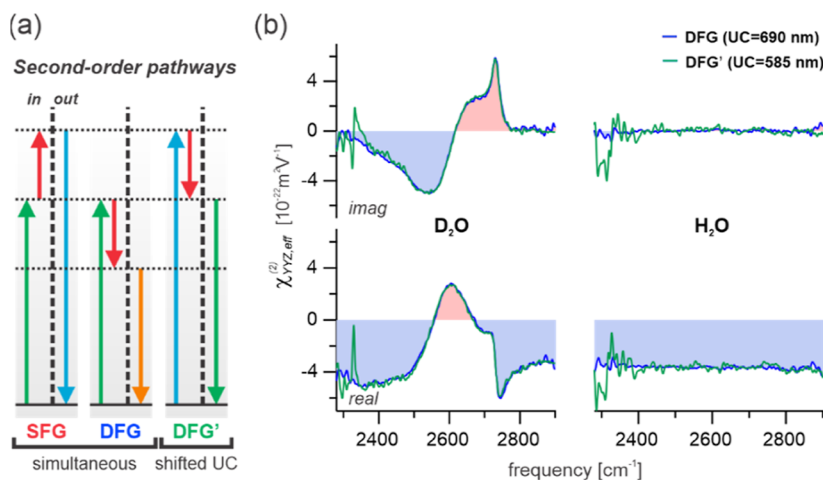 (a)
Second-order pathways
in out
SFG
DFG
DFG'
simultaneous
shifted UC
(b)
DFG (UC=690 nm)
DFG' (UC=585 nm)
χ(2)YYZ,eff [10-22m2V-1]
4
0
-4
imag
D2O
H2O
4
0
-4
real
2400
2600
2800
2400
2600
2800
frequency [cm-1]